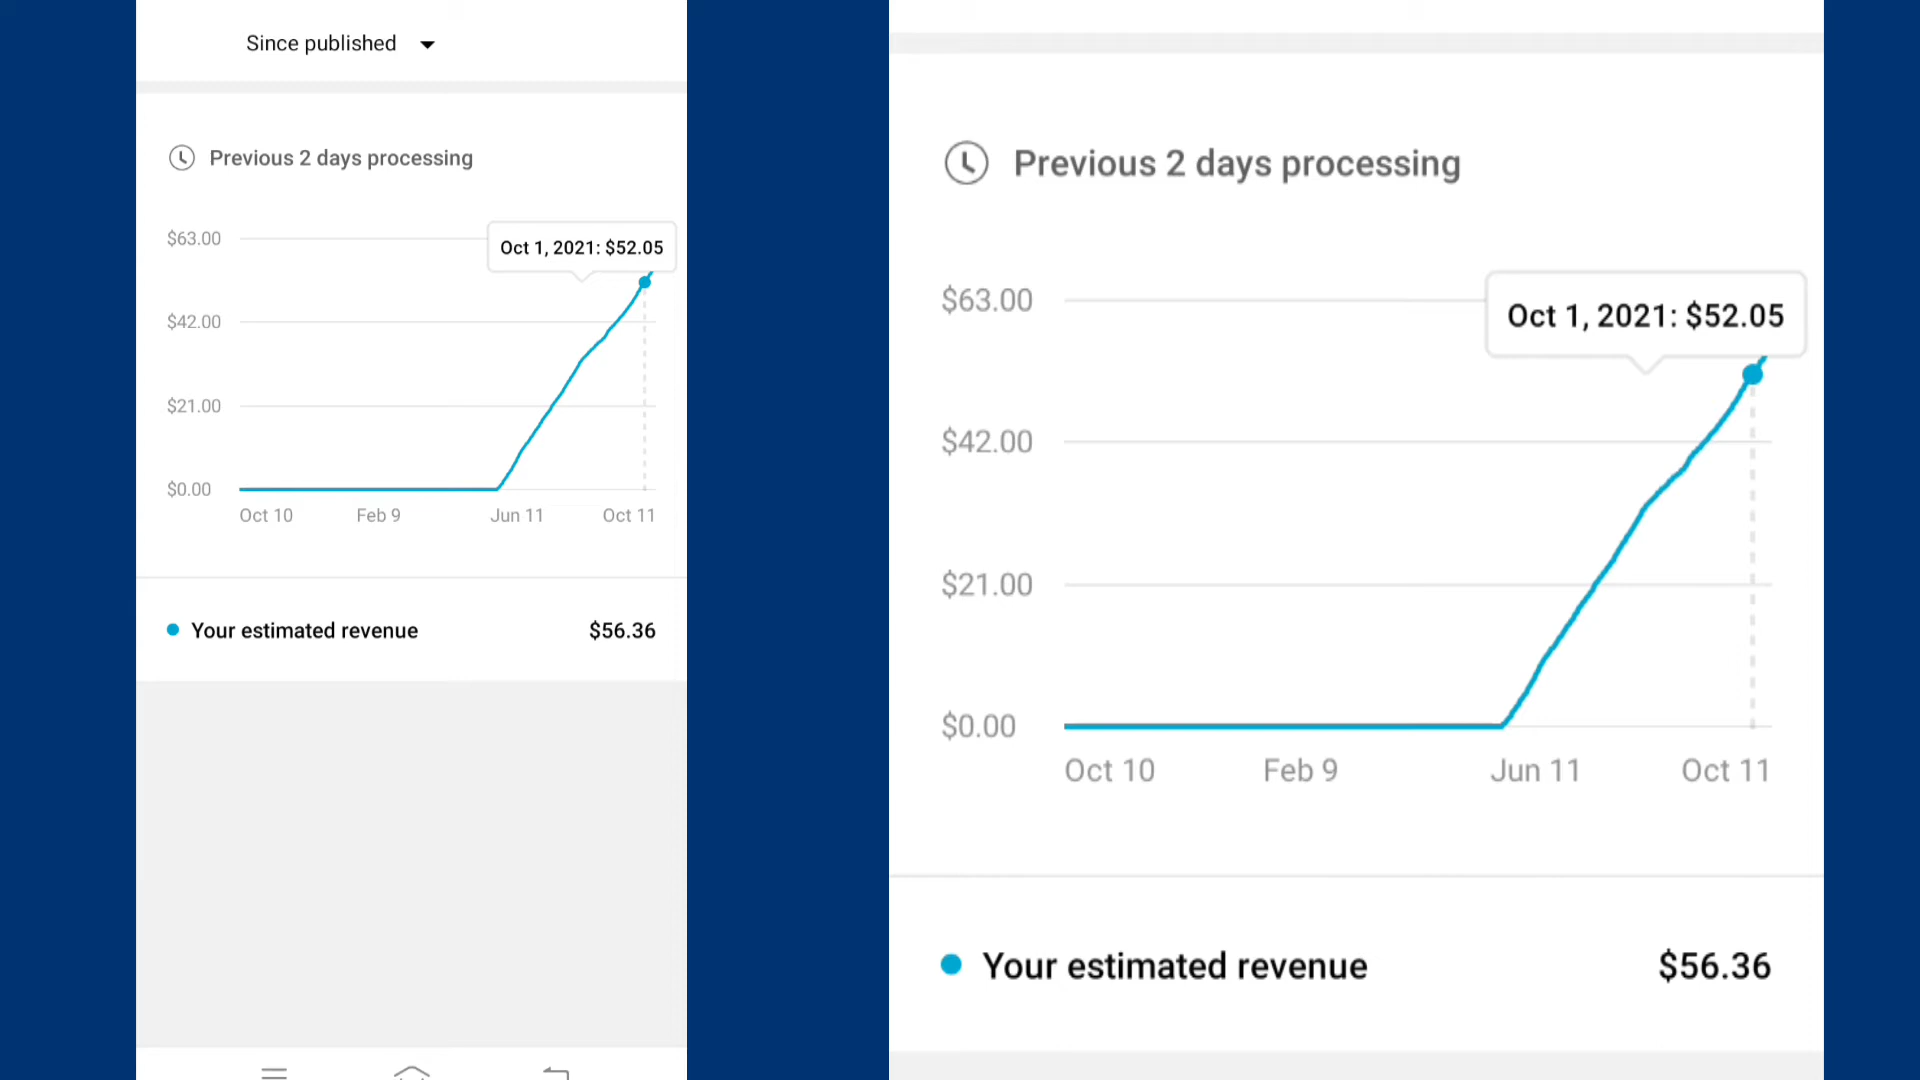 Since published
Previous 2 days processing
$63.00
Oct 1, 2021: $52.05
$42.00
$21.00
$0.00
Oct 10 Feb 9 Jun 11 Oct 11
Your estimated revenue $56.36
Previous 2 days processing
$63.00
Oct 1, 2021: $52.05
$42.00
$21.00
$0.00
Oct 10 Feb 9 Jun 11 Oct 11
Your estimated revenue $56.36